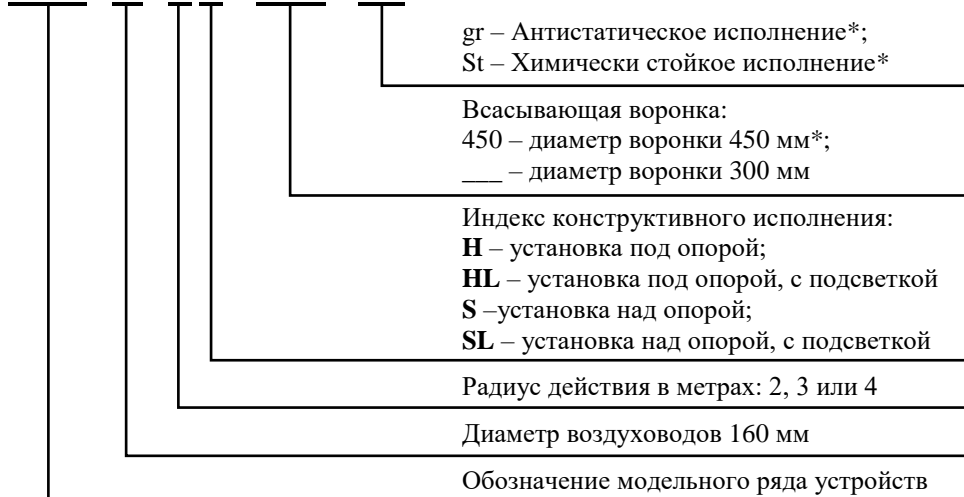 gr – Антистатическое исполнение*;
St – Химически стойкое исполнение*
Всасывающая воронка:
450 – диаметр воронки 450 мм*;
___ – диаметр воронки 300 мм
Индекс конструктивного исполнения:
H – установка под опорой;
HL – установка под опорой, с подсветкой
S –установка над опорой;
SL – установка над опорой, с подсветкой
Радиус действия в метрах: 2, 3 или 4
Диаметр воздуховодов 160 мм
Обозначение модельного ряда устройств